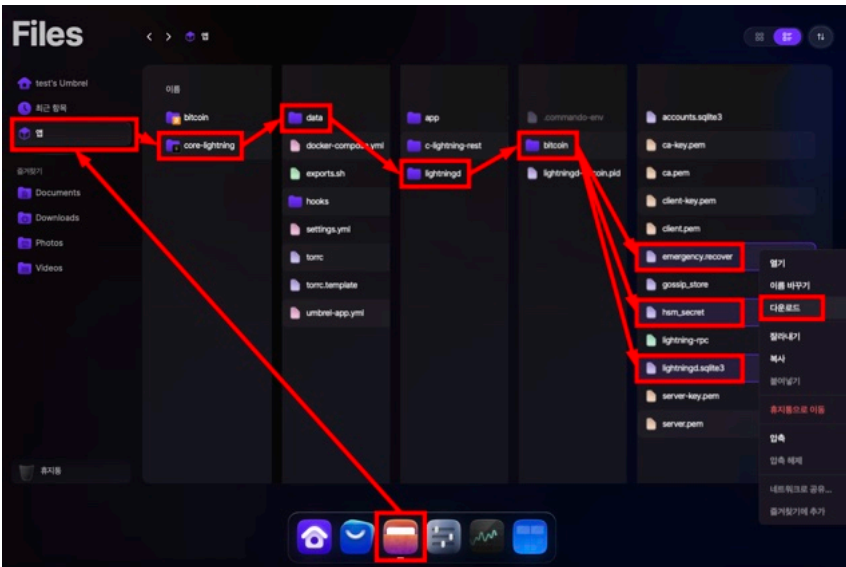 Files
test's Umbrel
최근 항목
앱
즐겨찾기
Documents
Downloads
Photos
Videos
휴지통
앱
이름
bitcoin
core-lightning
data
docker-compose.yml
exports.sh
hooks
settings.yml
torrc
torrc.template
umbrel-app.yml
app
c-lightning-rest
lightningd
.commando-env
bitcoin
accounts.sqlite3
ca-key.pem
ca.pem
client-key.pem
client.pem
emergency.recover
gossip_store
hsm_secret
lightning-rpc
lightningd.sqlite3
server-key.pem
server.pem
열기
이름 바꾸기
다운로드
잘라내기
복사
붙여넣기
휴지통으로 이동
압축
압축 해제
네트워크로 공유...
즐겨찾기에 추가